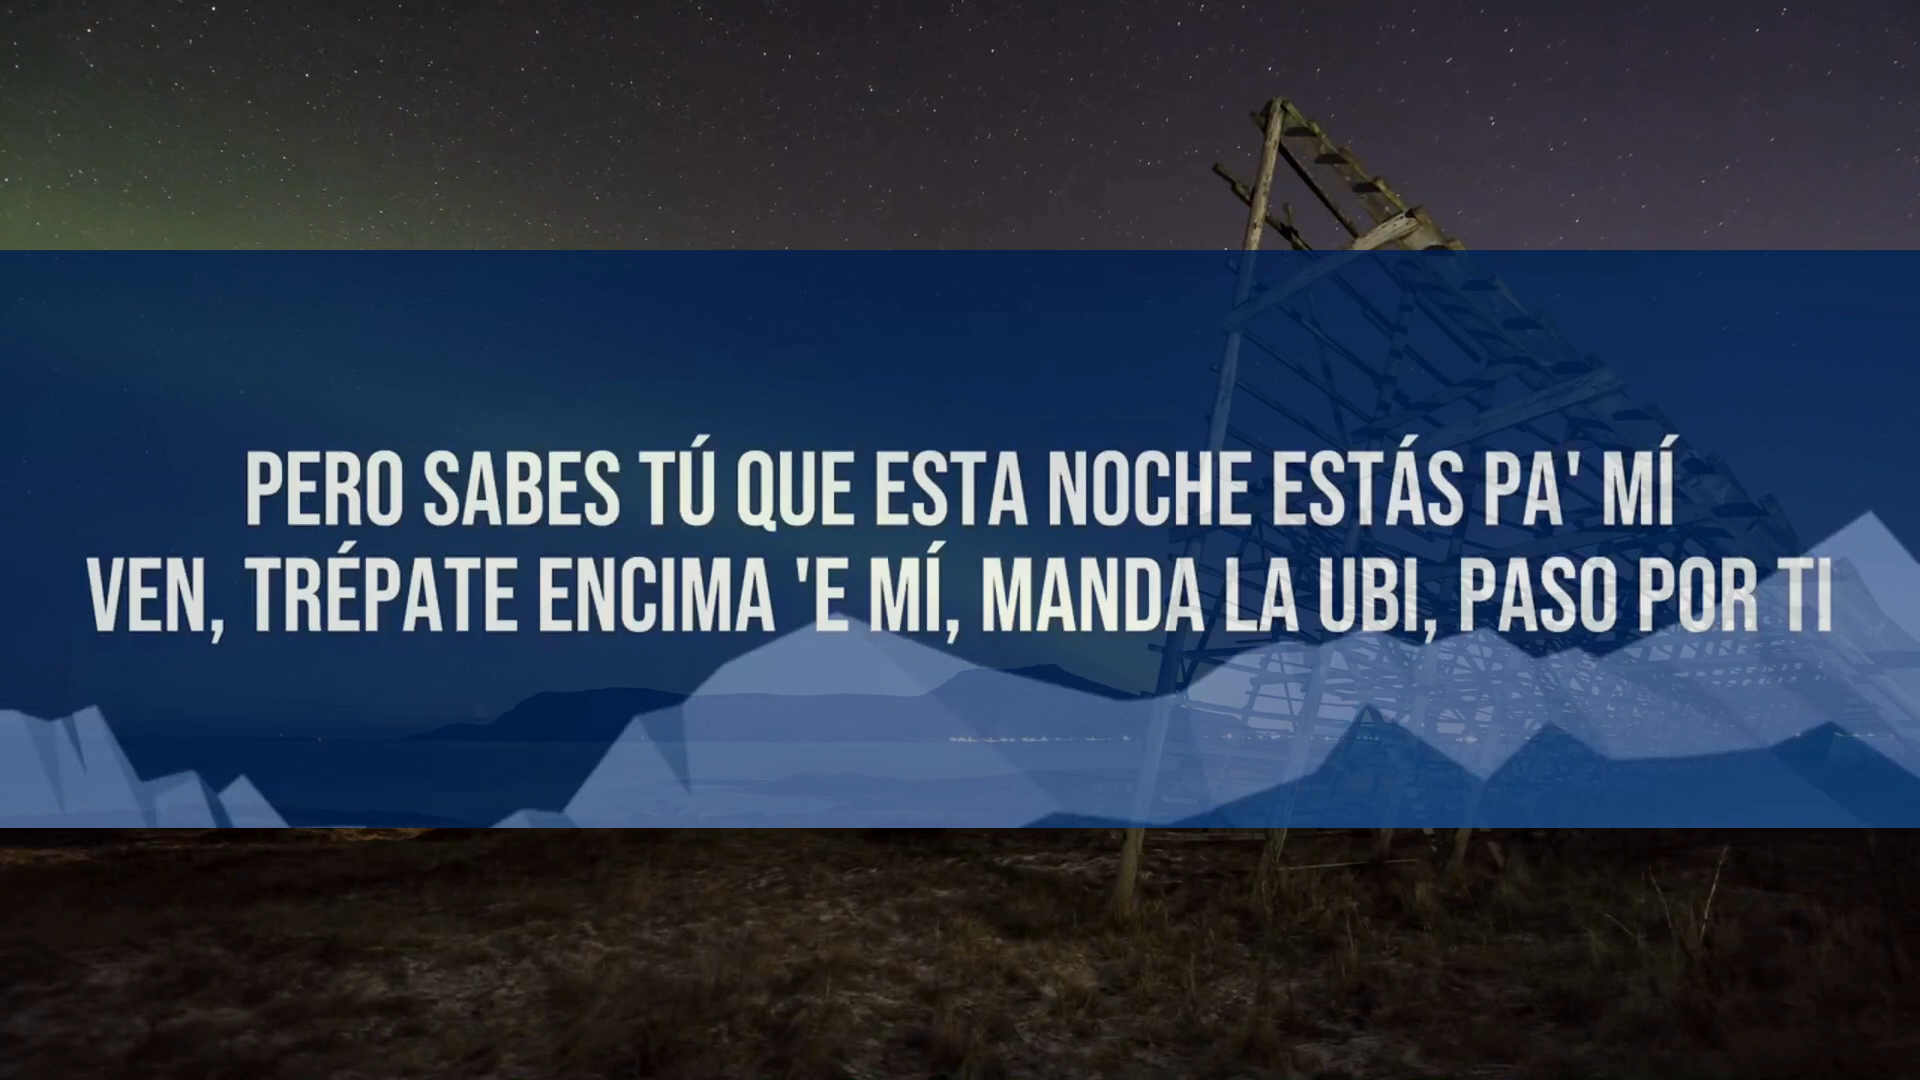 PERO SABES TÚ QUE ESTA NOCHE ESTÁS PA' MÍ
VEN, TRÉPATE ENCIMA 'E MÍ, MANDA LA UBI, PASO POR TI